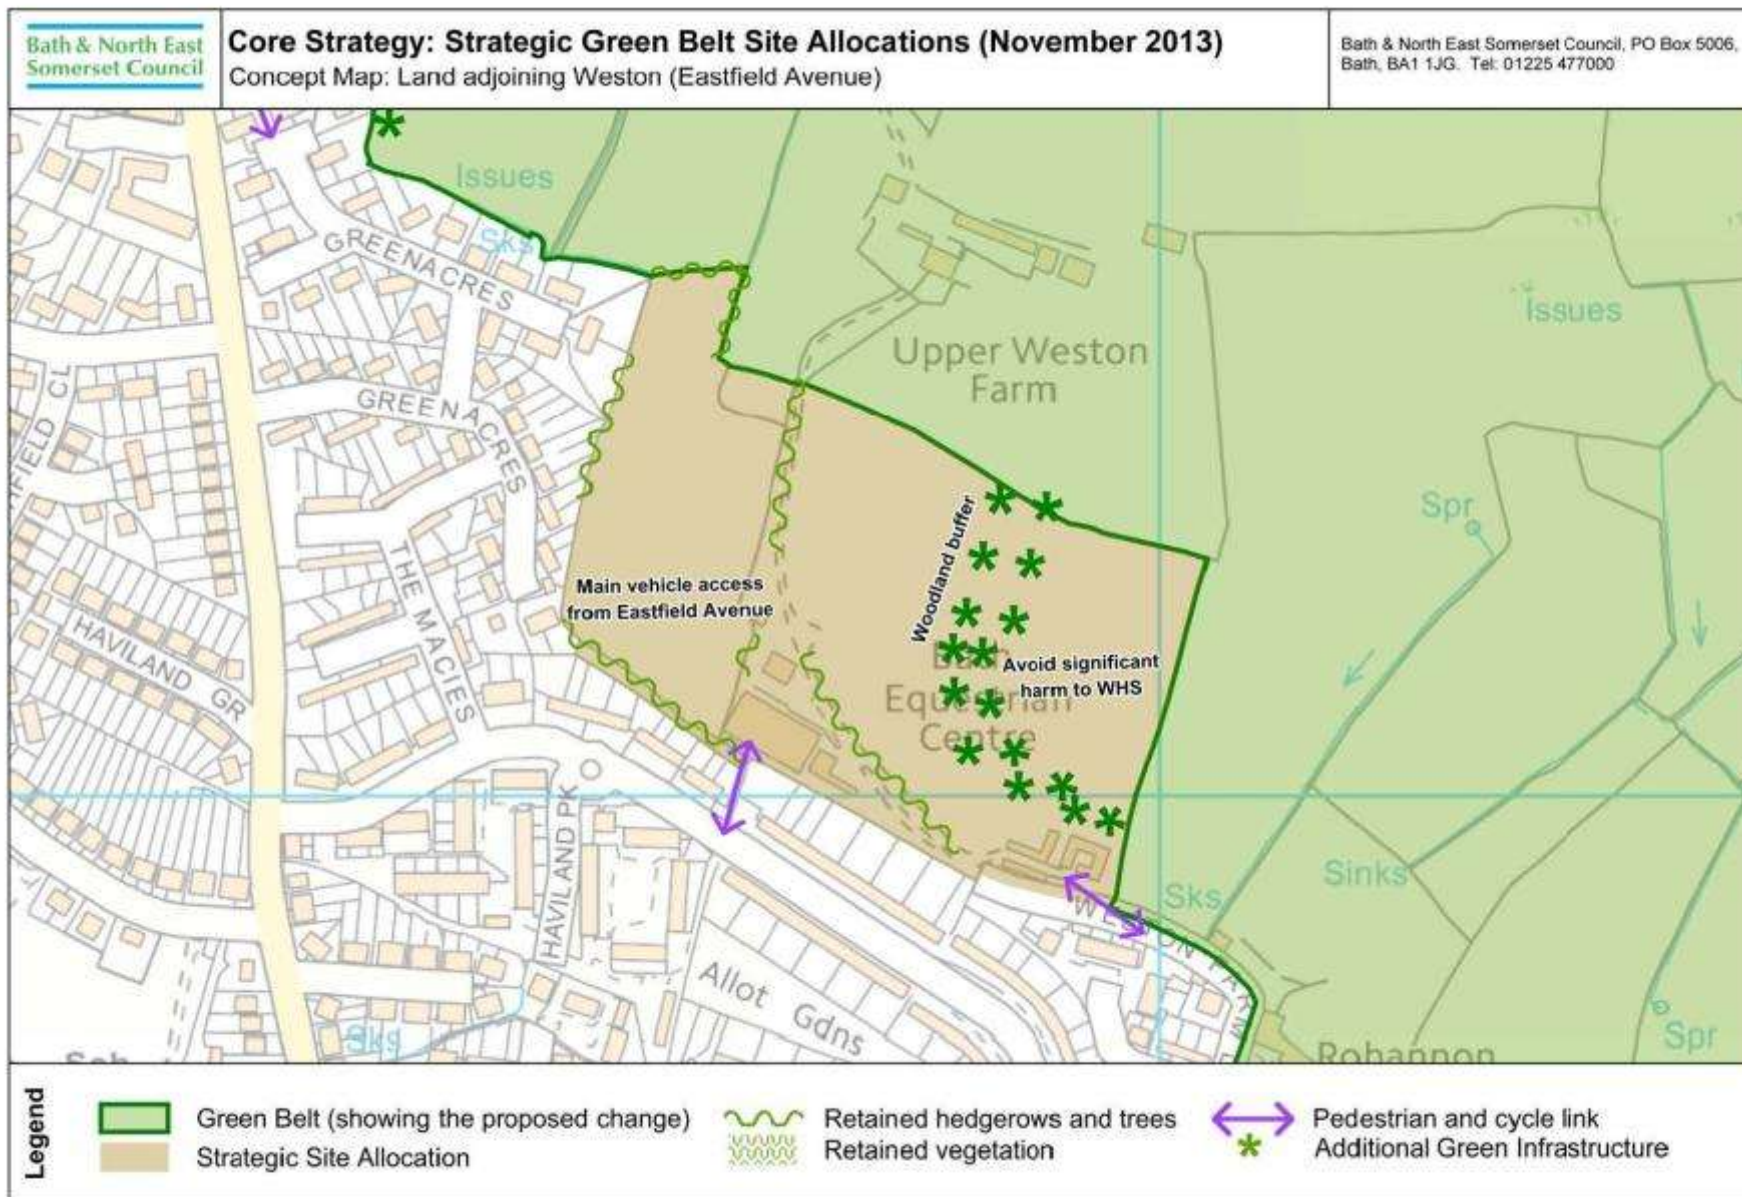 Bath & North East
Somerset Council
Core Strategy: Strategic Green Belt Site Allocations (November 2013)
Concept Map: Land adjoining Weston (Eastfield Avenue)
Bath & North East Somerset Council, PO Box 5006,
Bath, BA1 1JG. Tel: 01225 477000
Issues
Sks
GREENACRES
Issues
Upper Weston
Farm
GREENACRES
FIELD CL
Spr
Woodland buffer
Main vehicle access
from Eastfield Avenue
THE MACIES
HAVILAND GR
Avoid significant
harm to WHS
Equestrian
Centre
HAVILAND PK
Sks
Sinks
Allot Gdns
Sks
Spr
Legend
Green Belt (showing the proposed change)
Strategic Site Allocation
Retained hedgerows and trees
Retained vegetation
Pedestrian and cycle link
Additional Green Infrastructure